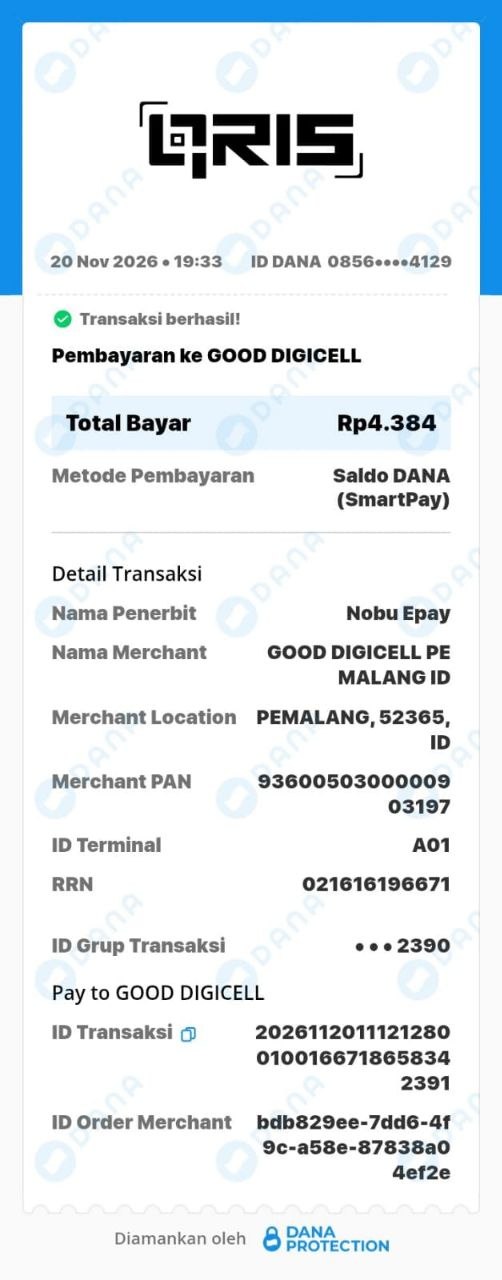 QRIS
20 Nov 2026 • 19:33 ID DANA 0856••••4129
Transaksi berhasil!
Pembayaran ke GOOD DIGICELL
Total Bayar Rp4.384
Metode Pembayaran Saldo DANA
(SmartPay)
Detail Transaksi
Nama Penerbit Nobu Epay
Nama Merchant GOOD DIGICELL PE
MALANG ID
Merchant Location PEMALANG, 52365,
ID
Merchant PAN 93600503000009
03197
ID Terminal A01
RRN 021616196671
ID Grup Transaksi •••2390
Pay to GOOD DIGICELL
ID Transaksi 2026112011121280
010016671865834
2391
ID Order Merchant bdb829ee-7dd6-4f
9c-a58e-87838a0
4ef2e
Diamankan oleh DANA
PROTECTION